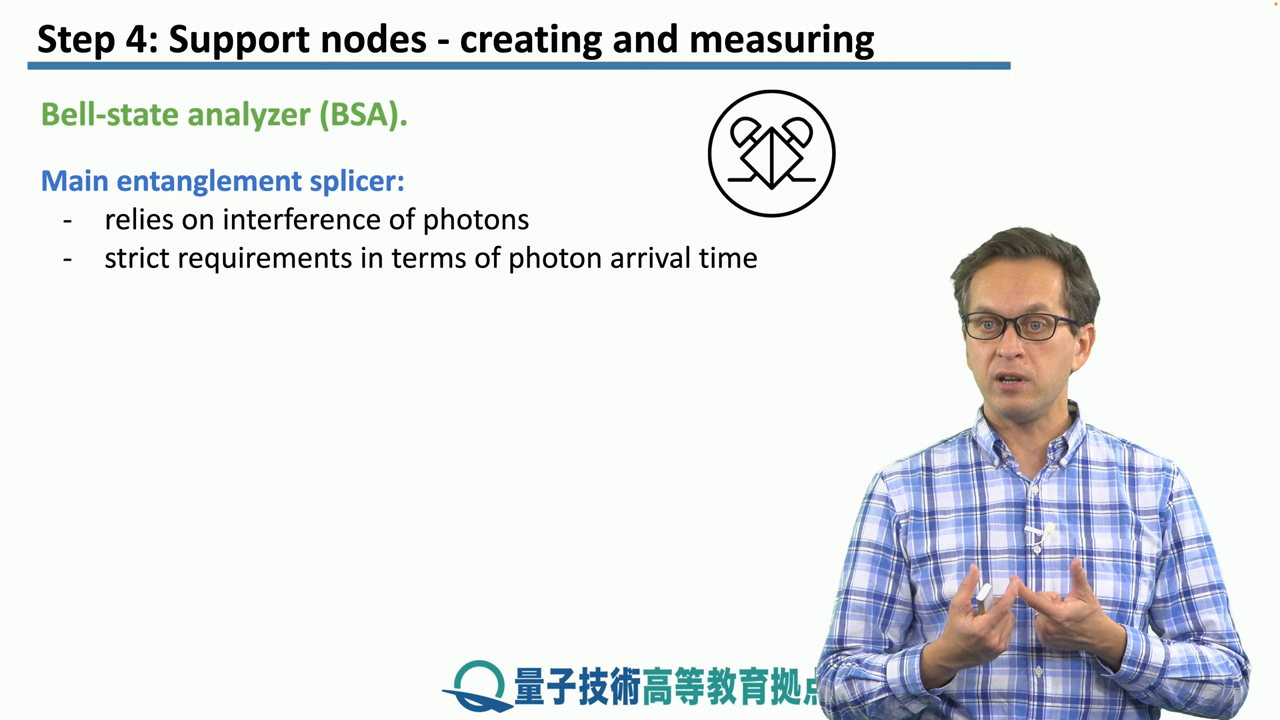 Step 4: Support nodes - creating and measuring
Bell-state analyzer (BSA).
Main entanglement splicer:
- relies on interference of photons
- strict requirements in terms of photon arrival time
量子技術高等教育拠点